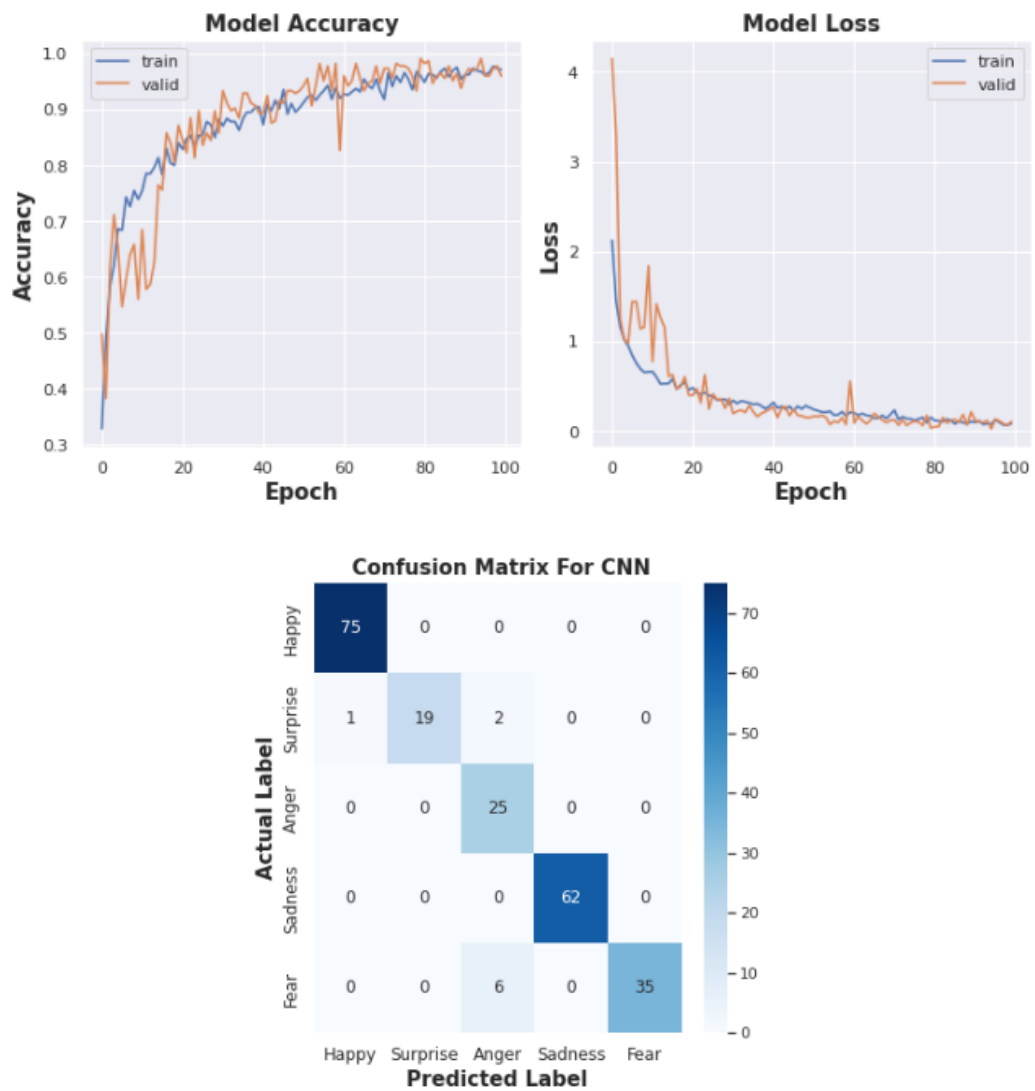 Model Accuracy
train
valid
1.0
0.9
0.8
0.7
0.6
0.5
0.4
0.3
Accuracy
0 20 40 60 80 100
Epoch
Model Loss
train
valid
4
3
2
1
0
Loss
0 20 40 60 80 100
Epoch
Confusion Matrix For CNN
Actual Label
Happy 75 0 0 0 0
Surprise 1 19 2 0 0
Anger 0 0 25 0 0
Sadness 0 0 0 62 0
Fear 0 0 6 0 35
Happy Surprise Anger Sadness Fear
Predicted Label
70
60
50
40
30
20
10
0